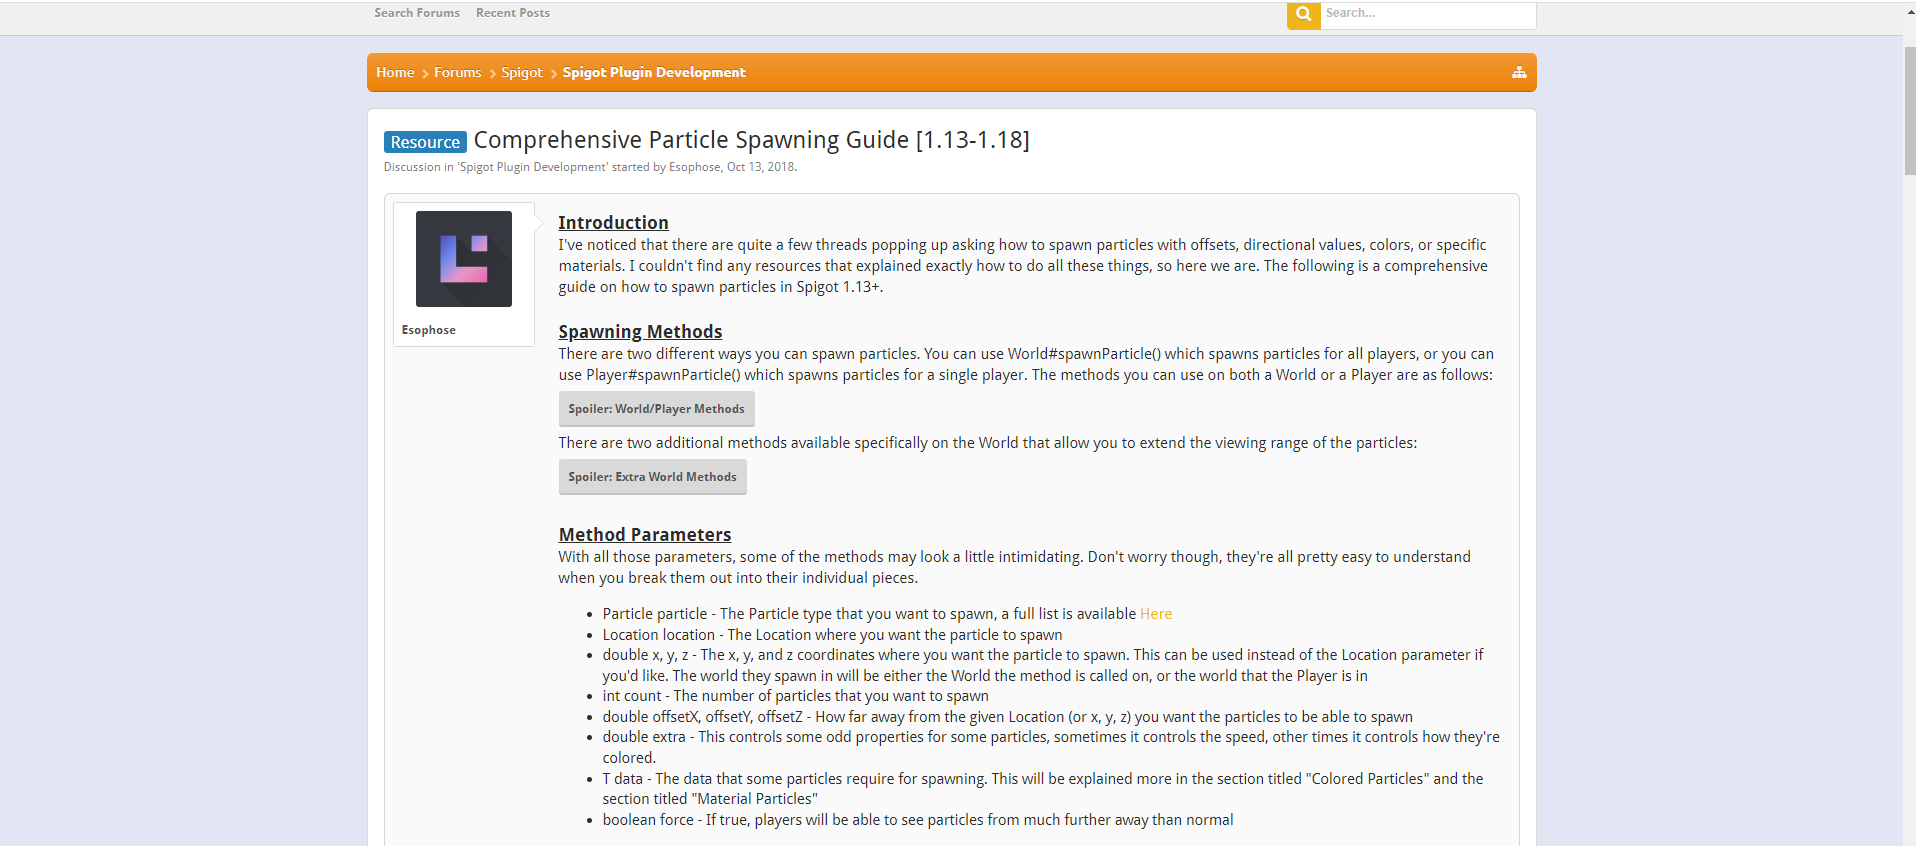 Search Forums Recent Posts
Search...
Home Forums Spigot Spigot Plugin Development
Resource Comprehensive Particle Spawning Guide [1.13-1.18]
Discussion in 'Spigot Plugin Development' started by Esophose, Oct 13, 2018.
Esophose
Introduction
I've noticed that there are quite a few threads popping up asking how to spawn particles with offsets, directional values, colors, or specific
materials. I couldn't find any resources that explained exactly how to do all these things, so here we are. The following is a comprehensive
guide on how to spawn particles in Spigot 1.13+.
Spawning Methods
There are two different ways you can spawn particles. You can use World#spawnParticle() which spawns particles for all players, or you can
use Player#spawnParticle() which spawns particles for a single player. The methods you can use on both a World or a Player are as follows:
Spoiler: World/Player Methods
There are two additional methods available specifically on the World that allow you to extend the viewing range of the particles:
Spoiler: Extra World Methods
Method Parameters
With all those parameters, some of the methods may look a little intimidating. Don't worry though, they're all pretty easy to understand
when you break them out into their individual pieces.
• Particle particle - The Particle type that you want to spawn, a full list is available Here
• Location location - The Location where you want the particle to spawn
• double x, y, z - The x, y, and z coordinates where you want the particle to spawn. This can be used instead of the Location parameter if
you'd like. The world they spawn in will be either the World the method is called on, or the world that the Player is in
• int count - The number of particles that you want to spawn
• double offsetX, offsetY, offsetZ - How far away from the given Location (or x, y, z) you want the particles to be able to spawn
• double extra - This controls some odd properties for some particles, sometimes it controls the speed, other times it controls how they're
colored.
• T data - The data that some particles require for spawning. This will be explained more in the section titled "Colored Particles" and the
section titled "Material Particles"
• boolean force - If true, players will be able to see particles from much further away than normal